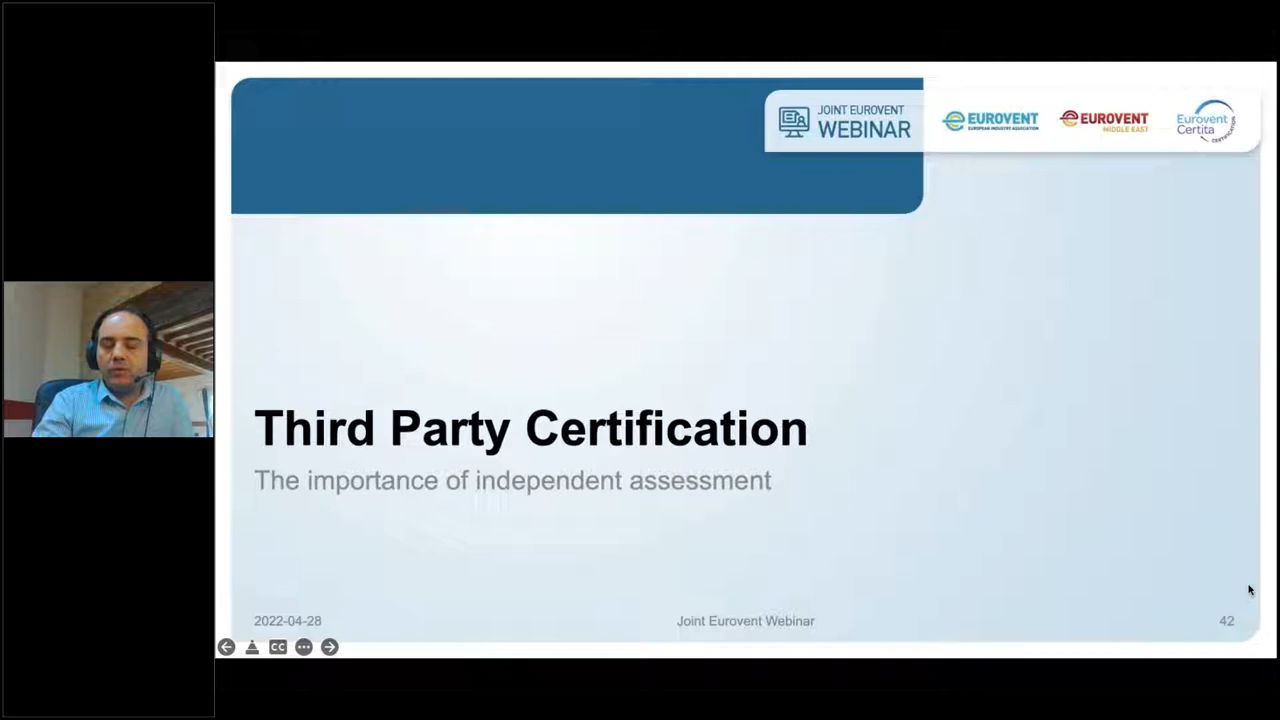 JOINT EUROVENT
WEBINAR
EUROVENT
EUROPEAN INDUSTRY ASSOCIATION
EUROVENT
MIDDLE EAST
Eurovent
Certita
CERTIFICATION
Third Party Certification
The importance of independent assessment
2022-04-28
Joint Eurovent Webinar
42
CC